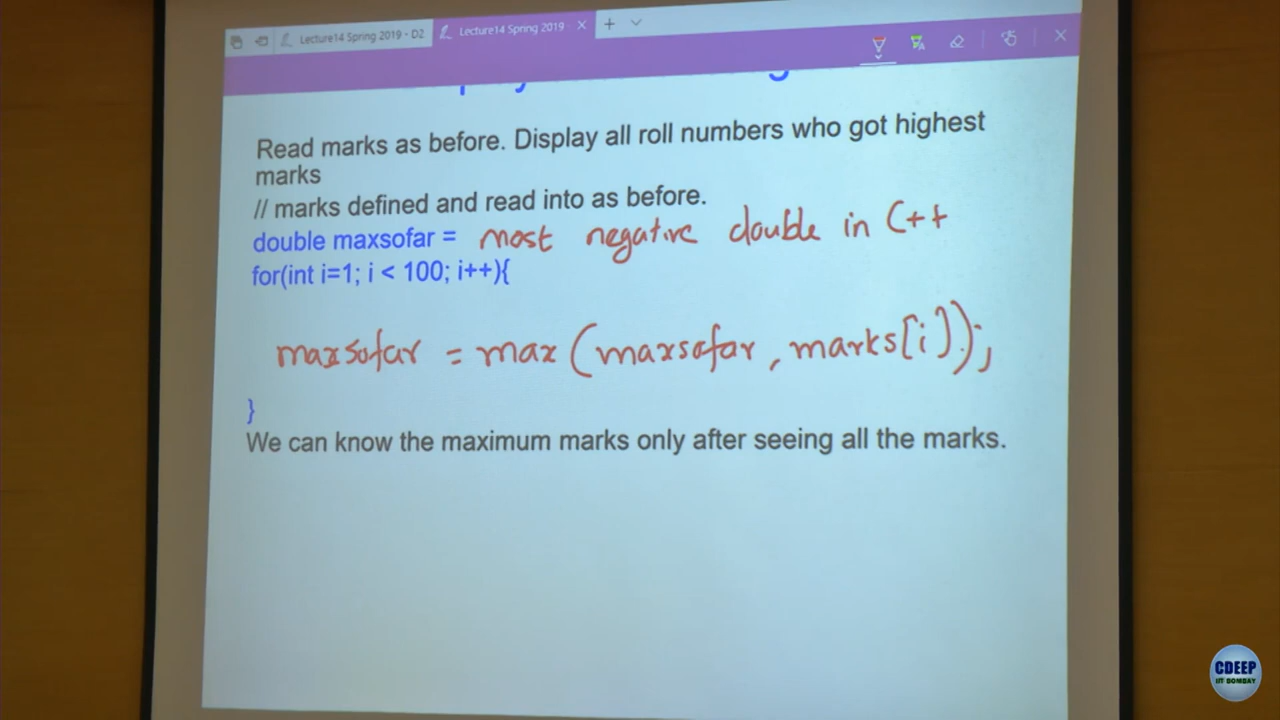 Lecture14 Spring 2019 - D2
Lecture14 Spring 2019
Read marks as before. Display all roll numbers who got highest
marks
// marks defined and read into as before.
double maxsofar = most negative double in C++
for(int i=1; i < 100; i++){
maxsofar = max(maxsofar, marks[i]);
}
We can know the maximum marks only after seeing all the marks.
CDEEP
IIT BOMBAY